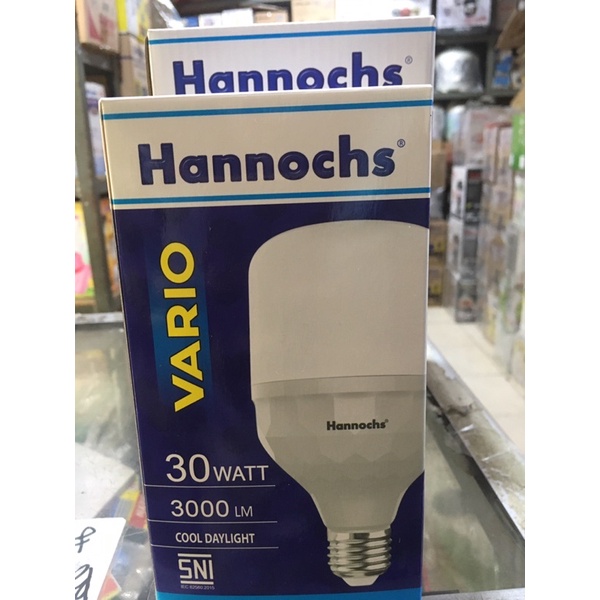 Hannochs®
Hannochs®
VARIO
Hannochs®
30 WATT
3000 LM
COOL DAYLIGHT
SNI